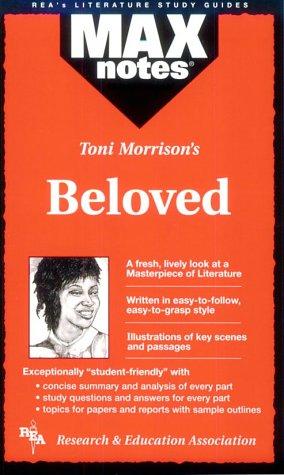 REA's LITERATURE STUDY GUIDES
MAX
notes®
Toni Morrison's
Beloved
A fresh, lively look at a
Masterpiece of Literature
Written in easy-to-follow,
easy-to-grasp style
Illustrations of key scenes
and passages
Exceptionally "student-friendly" with
• concise summary and analysis of every part
• study questions and answers for every part
• topics for papers and reports with sample outlines
REA Research & Education Association